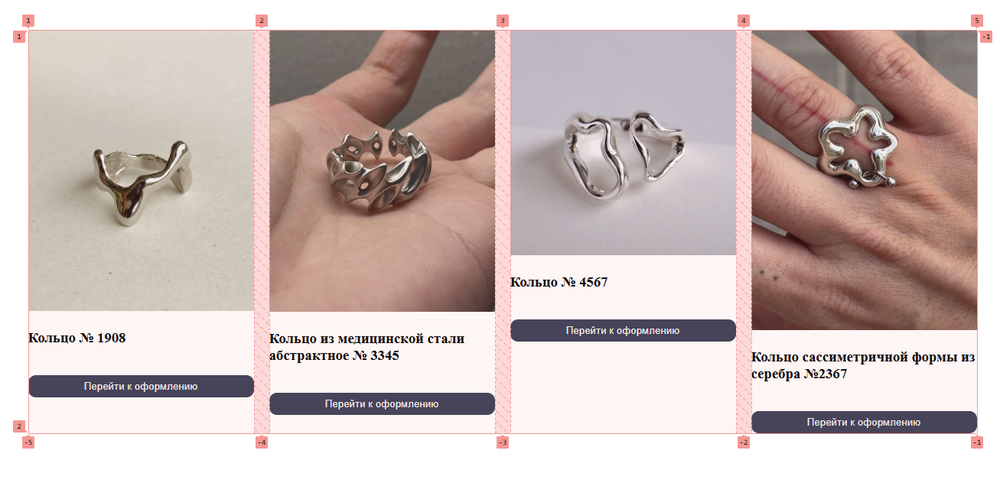 1 2 3 4 5
1 -1
Кольцо № 4567
Перейти к оформлению
Кольцо № 1908
Кольцо из медицинской стали
абстрактное № 3345
Кольцо сассиметричной формы из
серебра №2367
Перейти к оформлению
Перейти к оформлению
Перейти к оформлению
2
-5 -4 -3 -2 -1